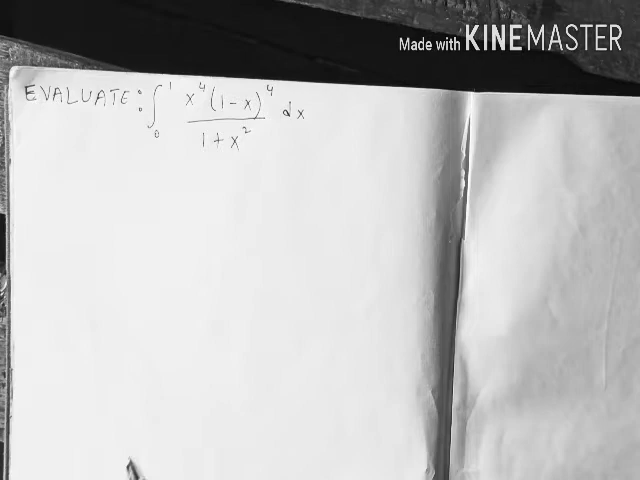 Made with KINEMASTER
EVALUATE: ∫₀¹ x⁴(1-x)⁴ / 1+x² dx